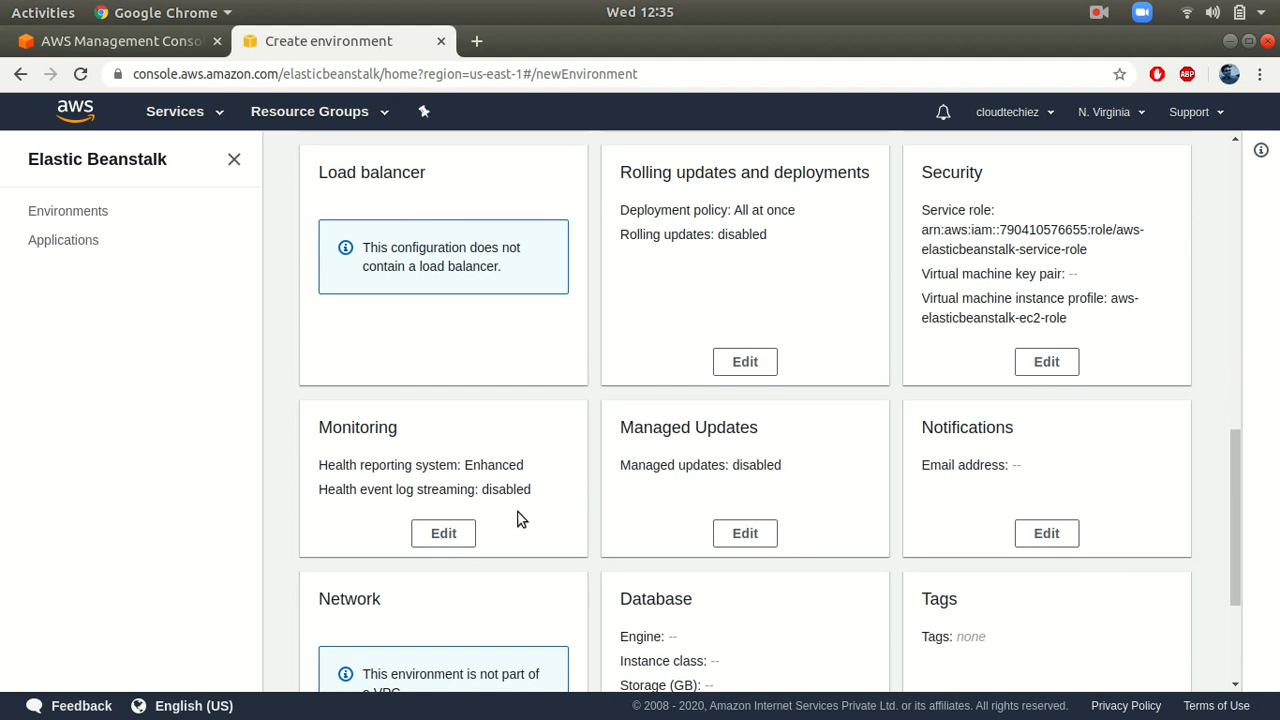 Activities
Google Chrome
Wed 12:35
AWS Management Conso
Create environment
console.aws.amazon.com/elasticbeanstalk/home?region=us-east-1#/newEnvironment
ABP
aws
Services
Resource Groups
cloudtechiez
N. Virginia
Support
Elastic Beanstalk
Environments
Applications
Load balancer
This configuration does not
contain a load balancer.
Rolling updates and deployments
Deployment policy: All at once
Rolling updates: disabled
Edit
Security
Service role:
arn:aws:iam::790410576655:role/aws-
elasticbeanstalk-service-role
Virtual machine key pair: --
Virtual machine instance profile: aws-
elasticbeanstalk-ec2-role
Edit
Monitoring
Health reporting system: Enhanced
Health event log streaming: disabled
Edit
Managed Updates
Managed updates: disabled
Edit
Notifications
Email address: --
Edit
Network
This environment is not part of
a VPC
Database
Engine: --
Instance class: --
Storage (GB): --
Tags
Tags: none
Feedback
English (US)
© 2008 - 2020, Amazon Internet Services Private Ltd. or its affiliates. All rights reserved.
Privacy Policy
Terms of Use